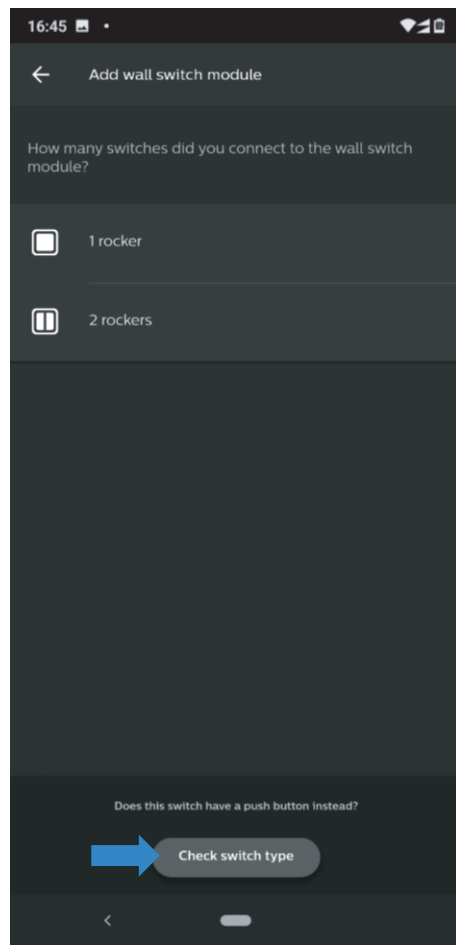 16:45
Add wall switch module
How many switches did you connect to the wall switch
module?
1 rocker
2 rockers
Does this switch have a push button instead?
Check switch type